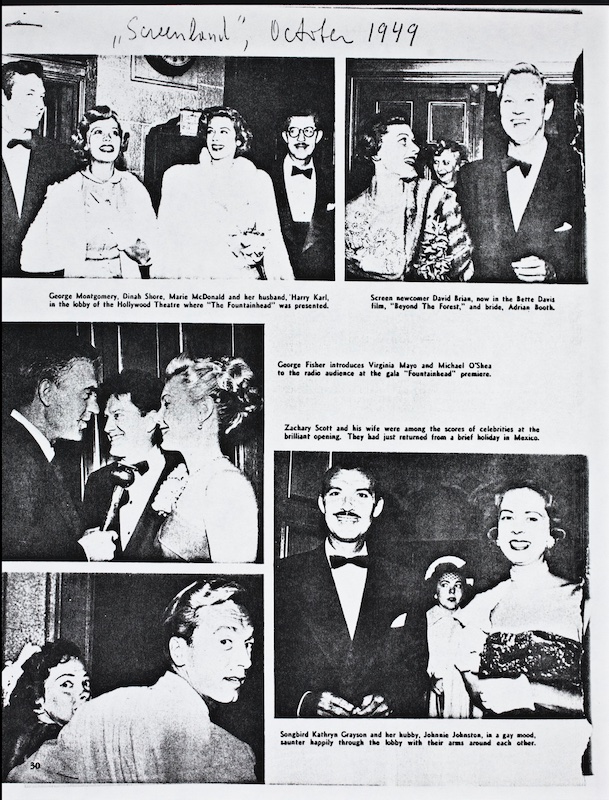 „Screenland", October 1949
George Montgomery, Dinah Shore, Marie McDonald and her husband, Harry Karl,
in the lobby of the Hollywood Theatre where "The Fountainhead" was presented.
Screen newcomer David Brian, now in the Bette Davis
film, "Beyond The Forest," and bride, Adrian Booth.
George Fisher introduces Virginia Mayo and Michael O'Shea
to the radio audience at the gala "Fountainhead" premiere.
Zachary Scott and his wife were among the scores of celebrities at the
brilliant opening. They had just returned from a brief holiday in Mexico.
Songbird Kathryn Grayson and her hubby, Johnnie Johnston, in a gay mood,
saunter happily through the lobby with their arms around each other.
30